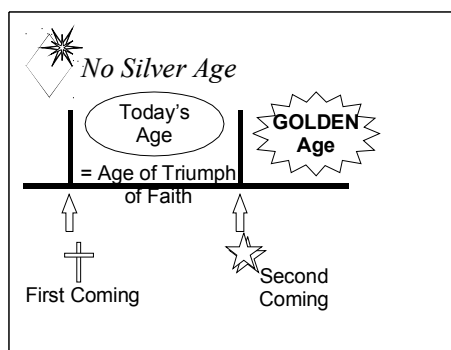 No Silver Age
Today's
Age
GOLDEN
Age
= Age of Triumph
of Faith
First Coming
Second
Coming